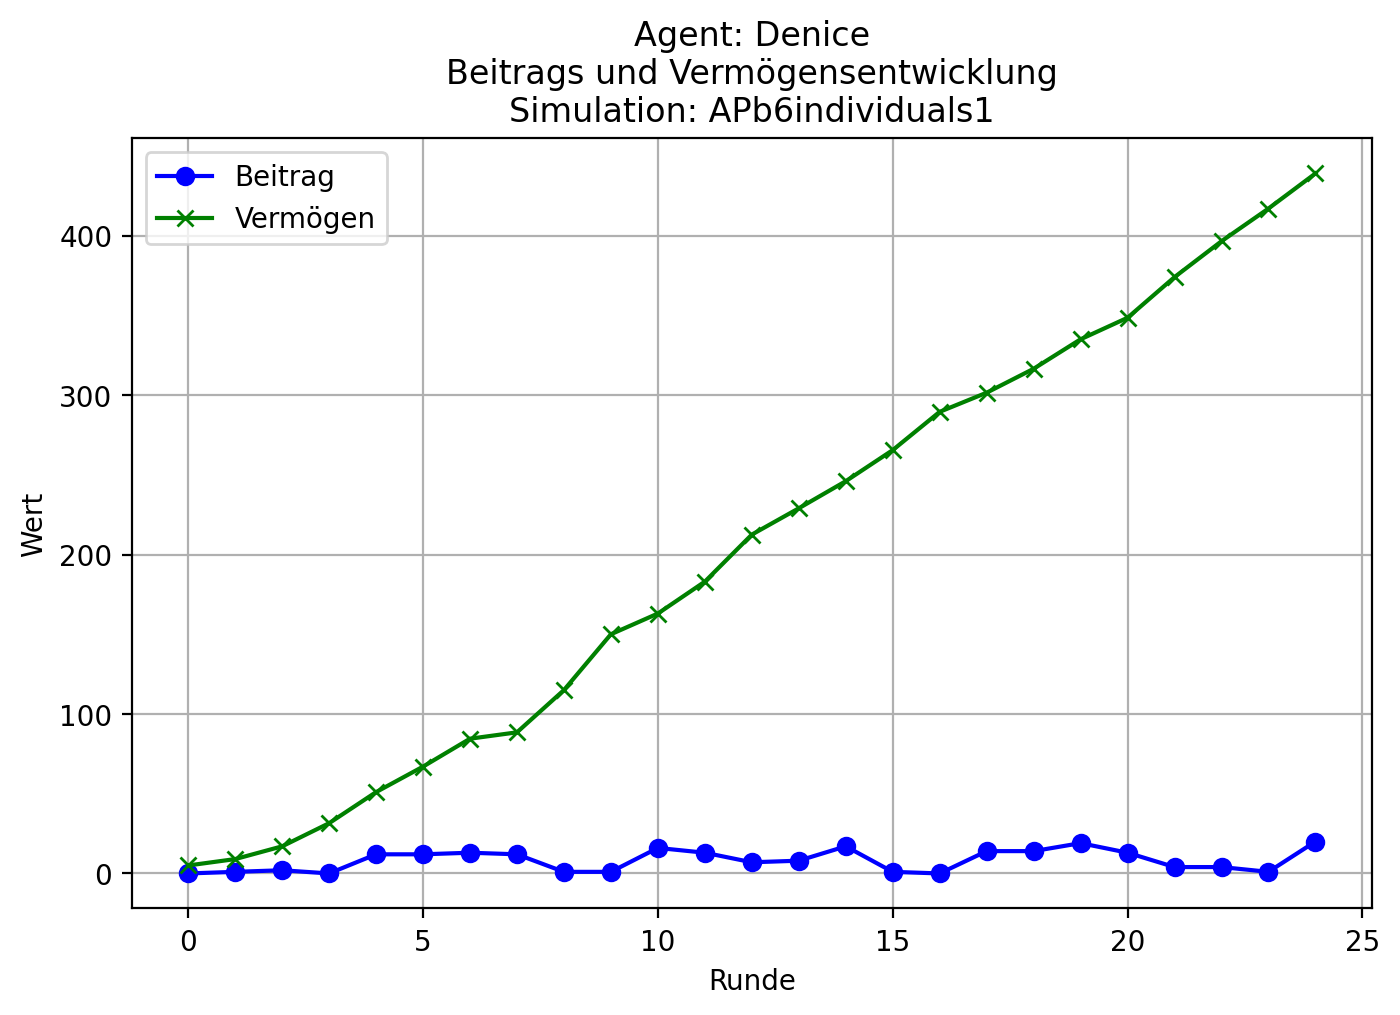 Agent: Denice
Beitrags und Vermögensentwicklung
Simulation: APb6individuals1
Beitrag
Vermögen
400
300
200
100
0
Wert
0 5 10 15 20 25
Runde